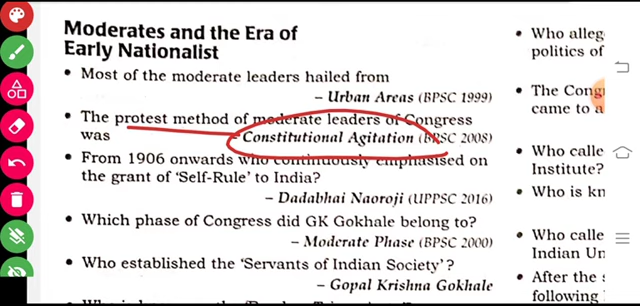 Moderates and the Era of
Early Nationalist
• Most of the moderate leaders hailed from
– Urban Areas (BPSC 1999)
• The protest method of moderate leaders of Congress
was – Constitutional Agitation (BPSC 2008)
• From 1906 onwards who continuously emphasised on
the grant of ‘Self-Rule’ to India?
– Dadabhai Naoroji (UPPSC 2016)
• Which phase of Congress did GK Gokhale belong to?
– Moderate Phase (BPSC 2000)
• Who established the ‘Servants of Indian Society’?
– Gopal Krishna Gokhale
• Who alleg
politics of
• The Cong
came to a
• Who calle
Institute?
• Who is kn
• Who calle
Indian Un
• After the s
following